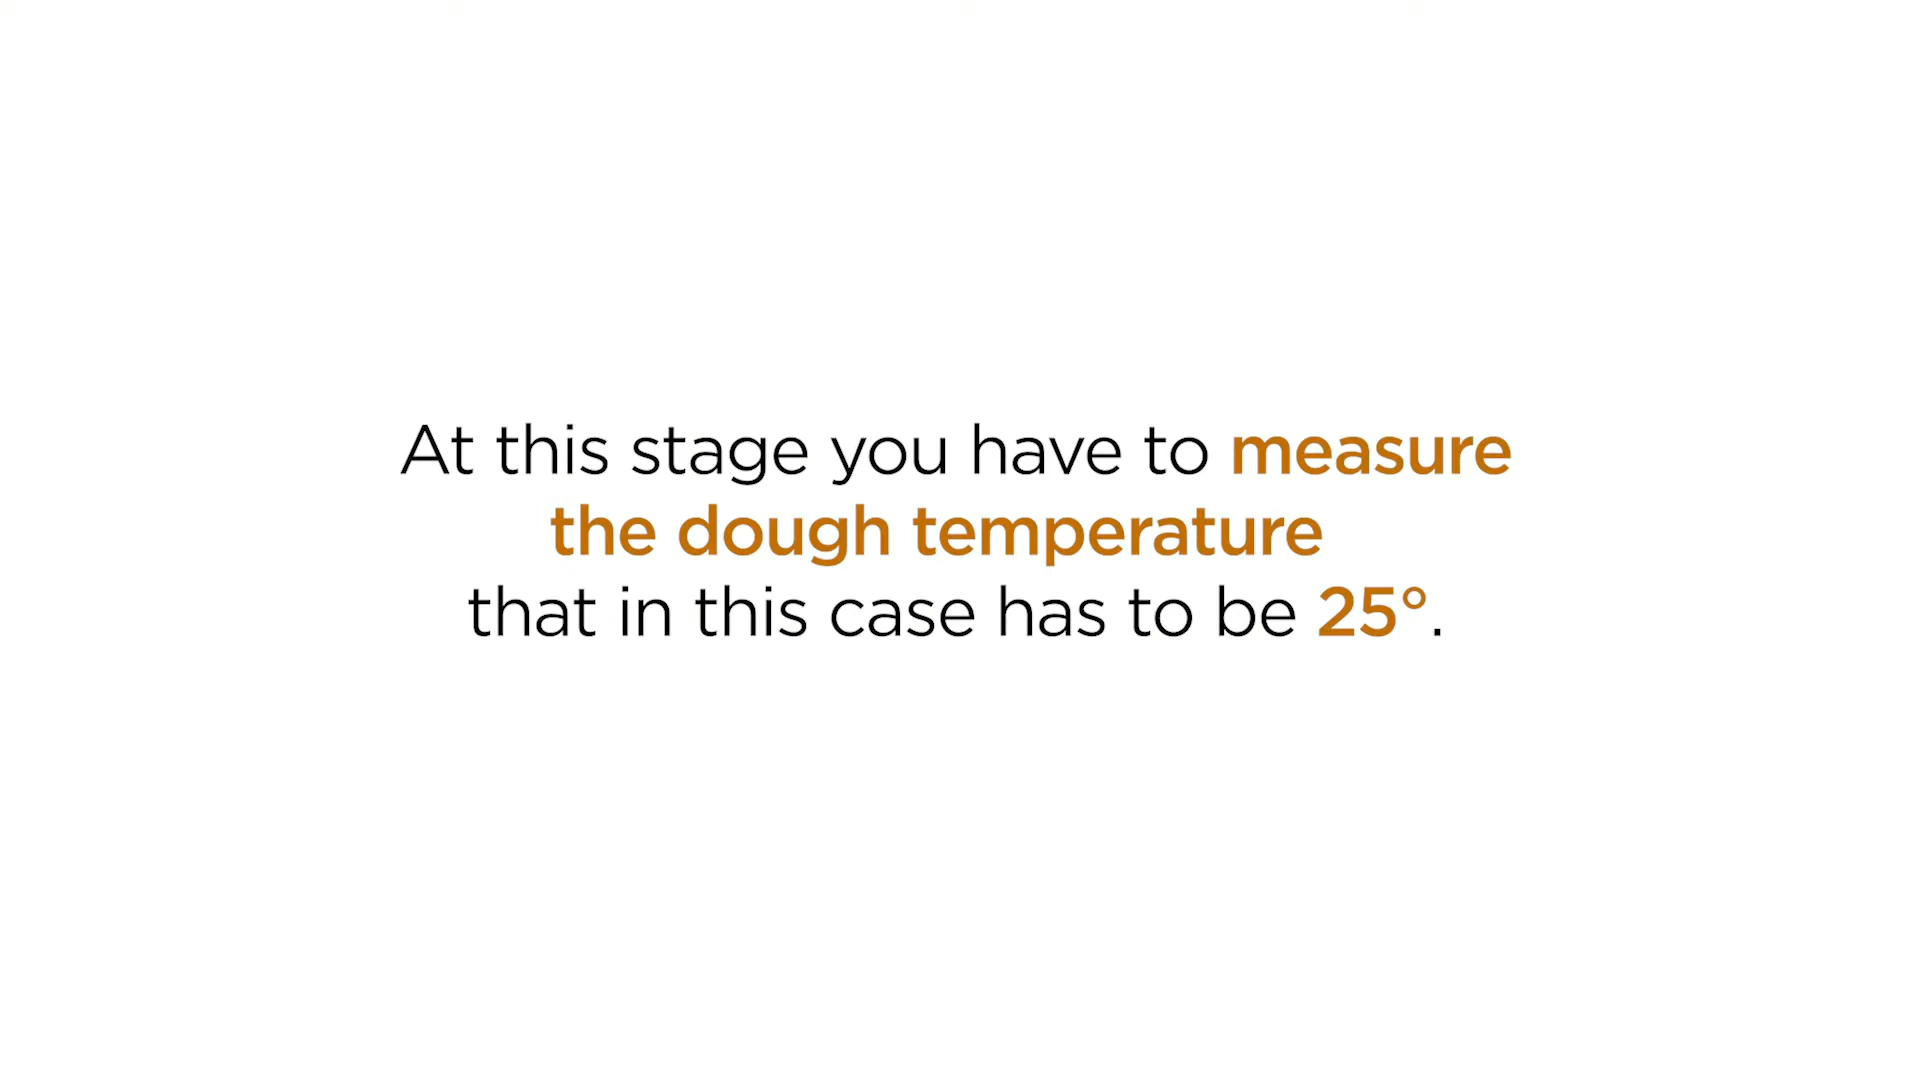 At this stage you have to measure
the dough temperature
that in this case has to be 25°.